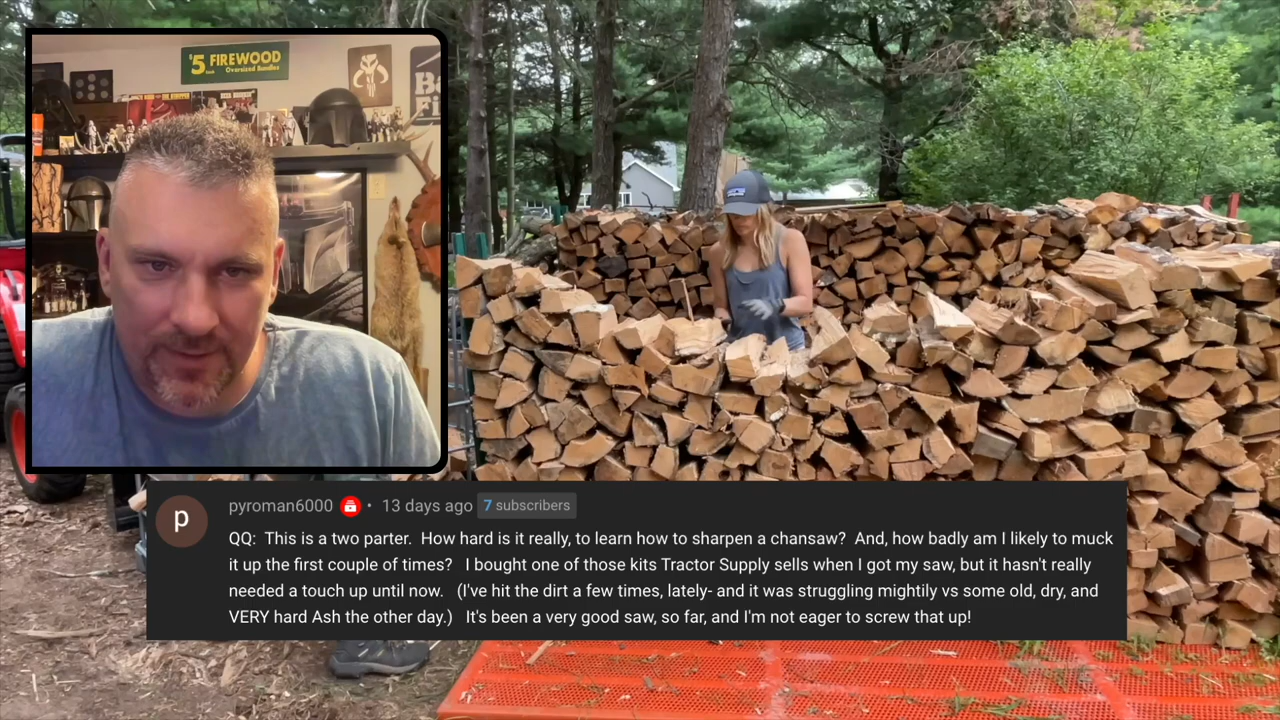 $5 FIREWOOD
Oversized Bundles
pyroman6000 • 13 days ago 7 subscribers
p
QQ: This is a two parter. How hard is it really, to learn how to sharpen a chansaw? And, how badly am I likely to muck
it up the first couple of times? I bought one of those kits Tractor Supply sells when I got my saw, but it hasn't really
needed a touch up until now. (I've hit the dirt a few times, lately- and it was struggling mightily vs some old, dry, and
VERY hard Ash the other day.) It's been a very good saw, so far, and I'm not eager to screw that up!